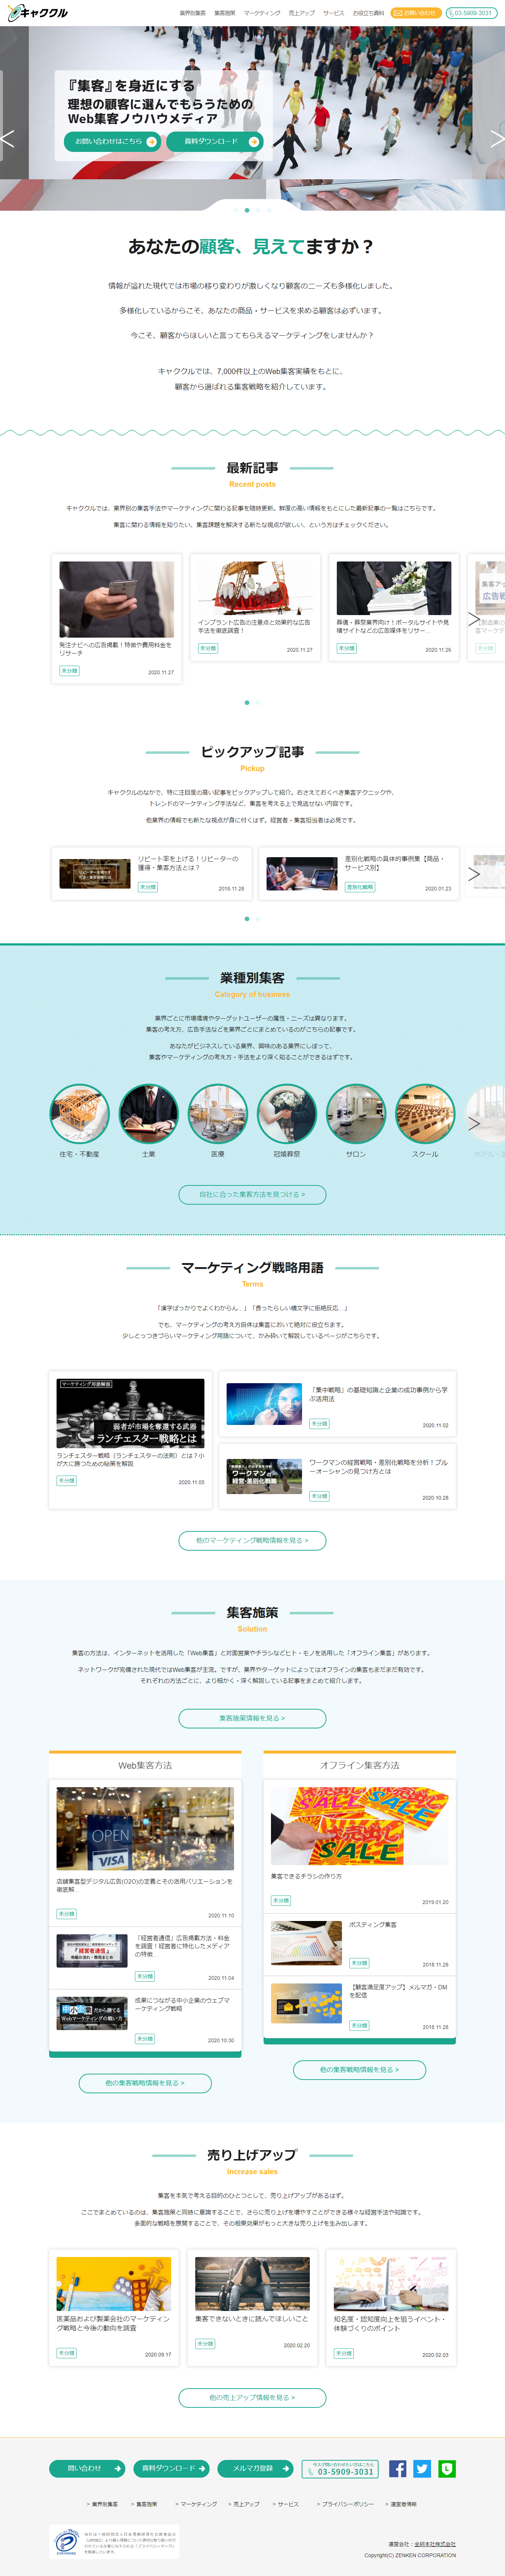 キャククル
業界別集客 集客施策 マーケティング 売上アップ サービス お役立ち資料 お問い合わせ 03-5909-3031
『集客』を身近にする
理想の顧客に選んでもらうための
Web集客ノウハウメディア
お問い合わせはこちら 資料ダウンロード
あなたの顧客、見えてますか？
情報が溢れた現代では市場の移り変わりが激しくなり顧客のニーズも多様化しました。
多様化しているからこそ、あなたの商品・サービスを求める顧客は必ずいます。
今こそ、顧客からほしいと言ってもらえるマーケティングをしませんか？
キャククルでは、7,000件以上のWeb集客実績をもとに、
顧客から選ばれる集客戦略を紹介しています。
最新記事
Recent posts
キャククルでは、業界別の集客手法やマーケティングに関わる記事を随時更新。鮮度の高い情報をもとにした最新記事の一覧はこちらです。
集客に関わる情報を知りたい、集客課題を解決する新たな視点が欲しい、という方はチェックください。
発注ナビへの広告掲載！特徴や費用料金を
リサーチ
未分類 2020.11.27
インプラント広告の注意点と効果的な広告
手法を徹底調査！
未分類 2020.11.27
葬儀・葬祭業界向け！ポータルサイトや見
積サイトなどの広告媒体をリサー...
未分類 2020.11.26
未分類
ピックアップ記事
Pickup
キャククルのなかで、特に注目度の高い記事をピックアップして紹介。おさえておくべき集客テクニックや、
トレンドのマーケティング手法など、集客を考える上で見逃せない内容です。
他業界の情報でも新たな視点が身に付くはず。経営者・集客担当者は必見です。
リピート率を上げる！リピーターの
獲得・集客方法とは？
未分類 2018.11.28
差別化戦略の具体的事例集【商品・
サービス別】
差別化戦略 2020.01.23
業種別集客
Category of business
業界ごとに市場環境やターゲットユーザーの属性・ニーズは異なります。
集客の考え方、広告手法などを業界ごとにまとめているのがこちらの記事です。
あなたがビジネスしている業界、興味のある業界にしぼって、
集客やマーケティングの考え方・手法をより深く知ることができるはずです。
住宅・不動産 士業 医療 冠婚葬祭 サロン スクール
自社に合った集客方法を見つける >
マーケティング戦略用語
Terms
「漢字ばっかりでよくわからん…」「長ったらしい横文字に拒絶反応…」
でも、マーケティングの考え方自体は集客において絶対に役立ちます。
少しとっつきづらいマーケティング用語について、かみ砕いて解説しているページがこちらです。
マーケティング用語解説
弱者が市場を奪還する武器
ランチェスター戦略とは
ランチェスター戦略（ランチェスターの法則）とは？小
が大に勝つための秘策を解説
未分類 2020.11.05
「集中戦略」の基礎知識と企業の成功事例から学
ぶ活用法
未分類 2020.11.02
ワークマンの
経営・差別化戦略
ワークマンの経営戦略・差別化戦略を分析！ブル
ーオーシャンの見つけ方とは
未分類 2020.10.28
他のマーケティング戦略情報を見る >
集客施策
Solution
集客の方法は、インターネットを活用した「Web集客」と対面営業やチラシなどヒト・モノを活用した「オフライン集客」があります。
ネットワークが完備された現代ではWeb集客が主流。ですが、業界やターゲットによってはオフラインの集客もまだまだ有効です。
それぞれの方法ごとに、より細かく・深く解説している記事をまとめて紹介します。
集客施策情報を見る >
Web集客方法
OPEN
VISA
店舗集客型デジタル広告(O2O)の定義とその活用バリエーションを
徹底解...
未分類 2020.11.10
「経営者通信」
「経営者通信」広告掲載方法・料金
を調査！経営者に特化したメディア
の特徴...
未分類 2020.11.04
中小企業だから勝てる
Webマーケティングの戦い方
成果につながる中小企業のウェブマ
ーケティング戦略
未分類 2020.10.30
他の集客戦略情報を見る >
オフライン集客方法
SALE
SALE
SALE
集客できるチラシの作り方
未分類 2019.01.20
ポスティング集客
未分類 2018.11.28
【顧客満足度アップ】メルマガ・DM
を配信
未分類 2018.11.28
他の集客戦略情報を見る >
売り上げアップ
Increase sales
集客を本気で考える目的のひとつとして、売り上げアップがあるはず。
ここでまとめているのは、集客施策と同時に意識することで、さらに売り上げを増やすことができる様々な経営手法や知識です。
多面的な戦略を展開することで、その相乗効果がもっと大きな売り上げを生み出します。
医薬品および製薬会社のマーケティン
グ戦略と今後の動向を調査
未分類 2020.09.17
集客できないときに読んでほしいこと
未分類 2020.02.20
知名度・認知度向上を狙うイベント・
体験づくりのポイント
未分類 2020.02.03
他の売上アップ情報を見る >
問い合わせ 資料ダウンロード メルマガ登録 03-5909-3031
> 業界別集客 > 集客施策 > マーケティング > 売上アップ > サービス > プライバシーポリシー > 運営者情報
運営会社：全研本社株式会社
Copyright(C) ZENKEN CORPORATION